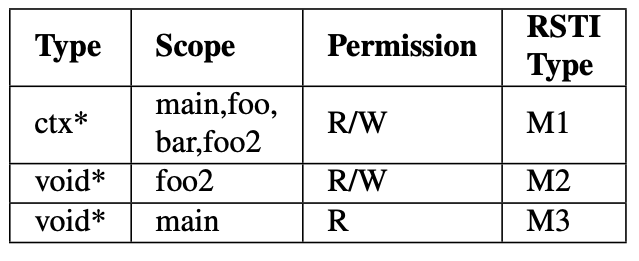 Type Scope Permission RSTI Type
ctx* main,foo, bar,foo2 R/W M1
void* foo2 R/W M2
void* main R M3